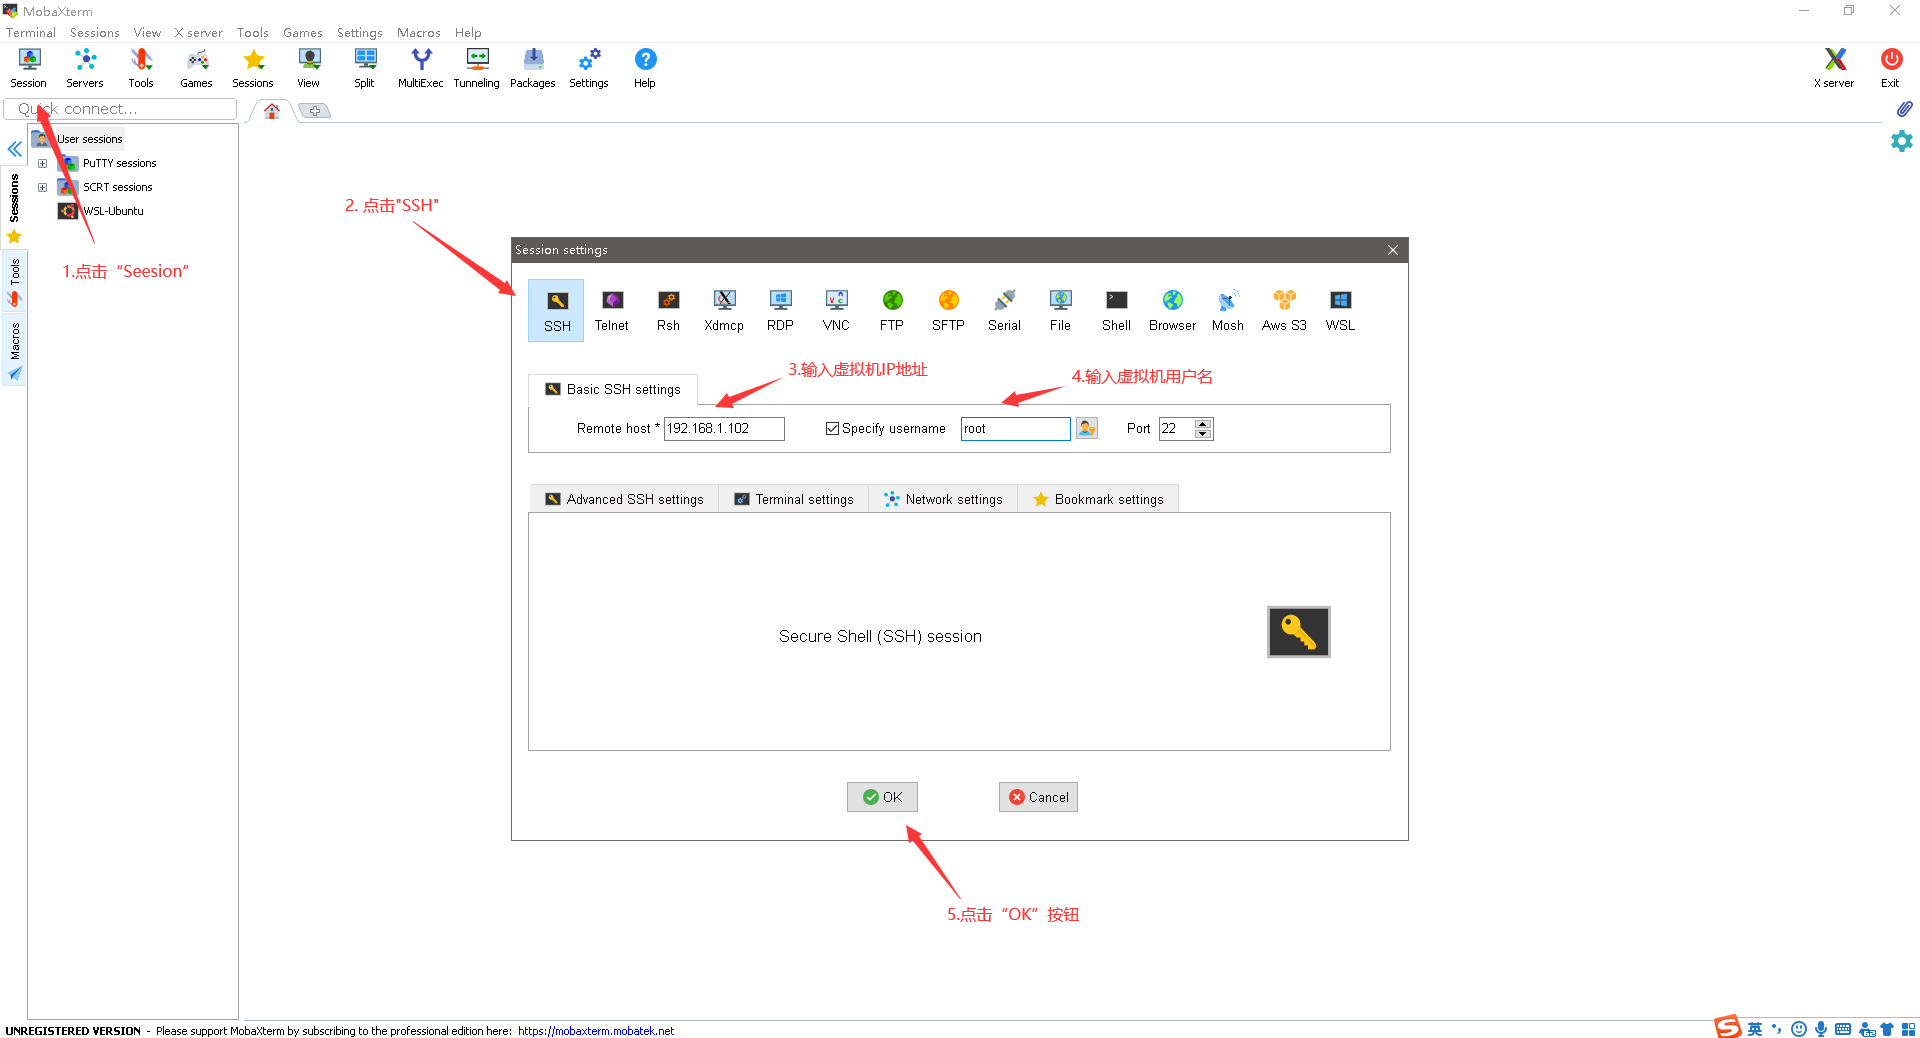 MobaXterm
Terminal Sessions View X server Tools Games Settings Macros Help
Session Servers Tools Games Sessions View Split MultiExec Tunneling Packages Settings Help X server Exit
Quick connect...
User sessions
PuTTY sessions
SCRT sessions
WSL-Ubuntu
Sessions
Tools
Macros
1.点击“Seesion”
2. 点击"SSH"
Session settings
SSH Telnet Rsh Xdmcp RDP VNC FTP SFTP Serial File Shell Browser Mosh Aws S3 WSL
3.输入虚拟机IP地址
4.输入虚拟机用户名
Basic SSH settings
Remote host * 192.168.1.102 Specify username root Port 22
Advanced SSH settings Terminal settings Network settings Bookmark settings
Secure Shell (SSH) session
OK Cancel
5.点击“OK”按钮
UNREGISTERED VERSION - Please support MobaXterm by subscribing to the professional edition here: https://mobaxterm.mobatek.net
英